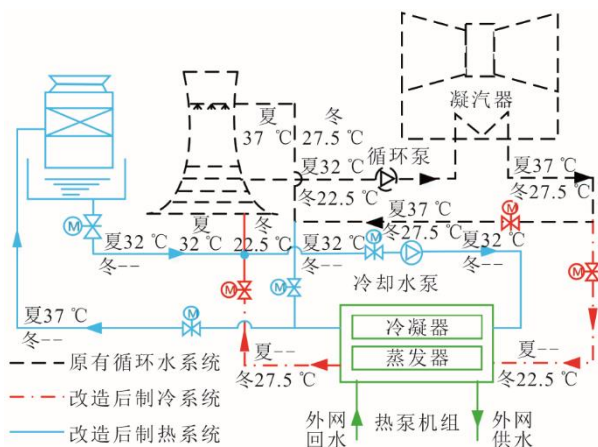 凝汽器
夏
37 ℃
冬
27.5 ℃
夏32 ℃
循环泵
冬22.5 ℃
夏37 ℃
冬27.5 ℃
夏37 ℃
冬27.5 ℃
M
夏
32 ℃
冬
22.5 ℃
M
夏32 ℃
冬--
夏32 ℃
冬--
M
冷却水泵
夏32 ℃
冬--
M
M
M
夏37 ℃
冬--
M
冷凝器
蒸发器
夏--
冬27.5 ℃
夏--
冬22.5 ℃
原有循环水系统
改造后制冷系统
改造后制热系统
外网
回水
热泵机组
外网
供水